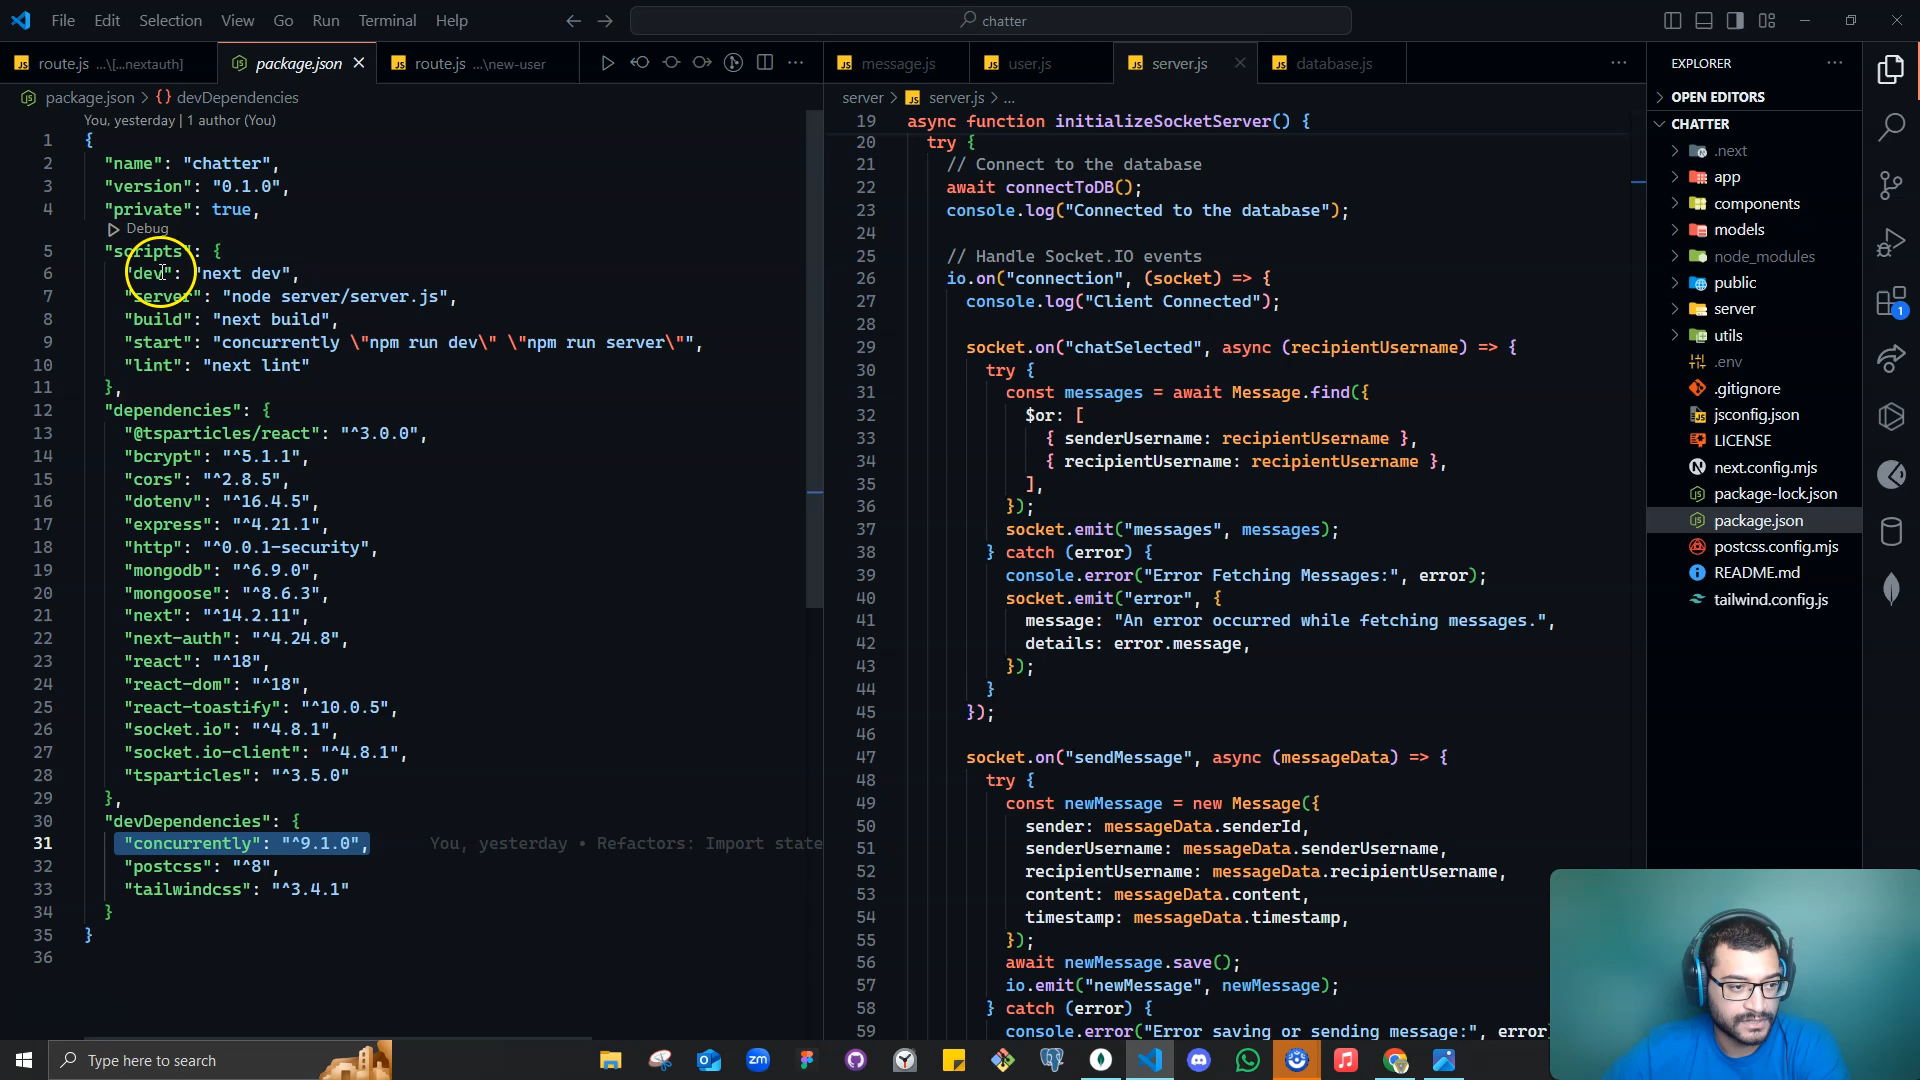 File Edit Selection View Go Run Terminal Help
chatter
route.js ...\[...nextauth]
package.json
route.js ...\new-user
message.js
user.js
server.js
database.js
package.json > {} devDependencies
You, yesterday | 1 author (You)
1 {
2 "name": "chatter",
3 "version": "0.1.0",
4 "private": true,
Debug
5 "scripts": {
6 "dev": "next dev",
7 "server": "node server/server.js",
8 "build": "next build",
9 "start": "concurrently \"npm run dev\" \"npm run server\"",
10 "lint": "next lint"
11 },
12 "dependencies": {
13 "@tsparticles/react": "^3.0.0",
14 "bcrypt": "^5.1.1",
15 "cors": "^2.8.5",
16 "dotenv": "^16.4.5",
17 "express": "^4.21.1",
18 "http": "^0.0.1-security",
19 "mongodb": "^6.9.0",
20 "mongoose": "^8.6.3",
21 "next": "^14.2.11",
22 "next-auth": "^4.24.8",
23 "react": "^18",
24 "react-dom": "^18",
25 "react-toastify": "^10.0.5",
26 "socket.io": "^4.8.1",
27 "socket.io-client": "^4.8.1",
28 "tsparticles": "^3.5.0"
29 },
30 "devDependencies": {
31 "concurrently": "^9.1.0", You, yesterday • Refactors: Import state
32 "postcss": "^8",
33 "tailwindcss": "^3.4.1"
34 }
35 }
36
server > server.js > ...
19 async function initializeSocketServer() {
20 try {
21 // Connect to the database
22 await connectToDB();
23 console.log("Connected to the database");
24
25 // Handle Socket.IO events
26 io.on("connection", (socket) => {
27 console.log("Client Connected");
28
29 socket.on("chatSelected", async (recipientUsername) => {
30 try {
31 const messages = await Message.find({
32 $or: [
33 { senderUsername: recipientUsername },
34 { recipientUsername: recipientUsername },
35 ],
36 });
37 socket.emit("messages", messages);
38 } catch (error) {
39 console.error("Error Fetching Messages:", error);
40 socket.emit("error", {
41 message: "An error occurred while fetching messages.",
42 details: error.message,
43 });
44 }
45 });
46
47 socket.on("sendMessage", async (messageData) => {
48 try {
49 const newMessage = new Message({
50 sender: messageData.senderId,
51 senderUsername: messageData.senderUsername,
52 recipientUsername: messageData.recipientUsername,
53 content: messageData.content,
54 timestamp: messageData.timestamp,
55 });
56 await newMessage.save();
57 io.emit("newMessage", newMessage);
58 } catch (error) {
59 console.error("Error saving or sending message:", error
EXPLORER
OPEN EDITORS
CHATTER
.next
app
components
models
node_modules
public
server
utils
.env
.gitignore
jsconfig.json
LICENSE
next.config.mjs
package-lock.json
package.json
postcss.config.mjs
README.md
tailwind.config.js
1
Type here to search
zm